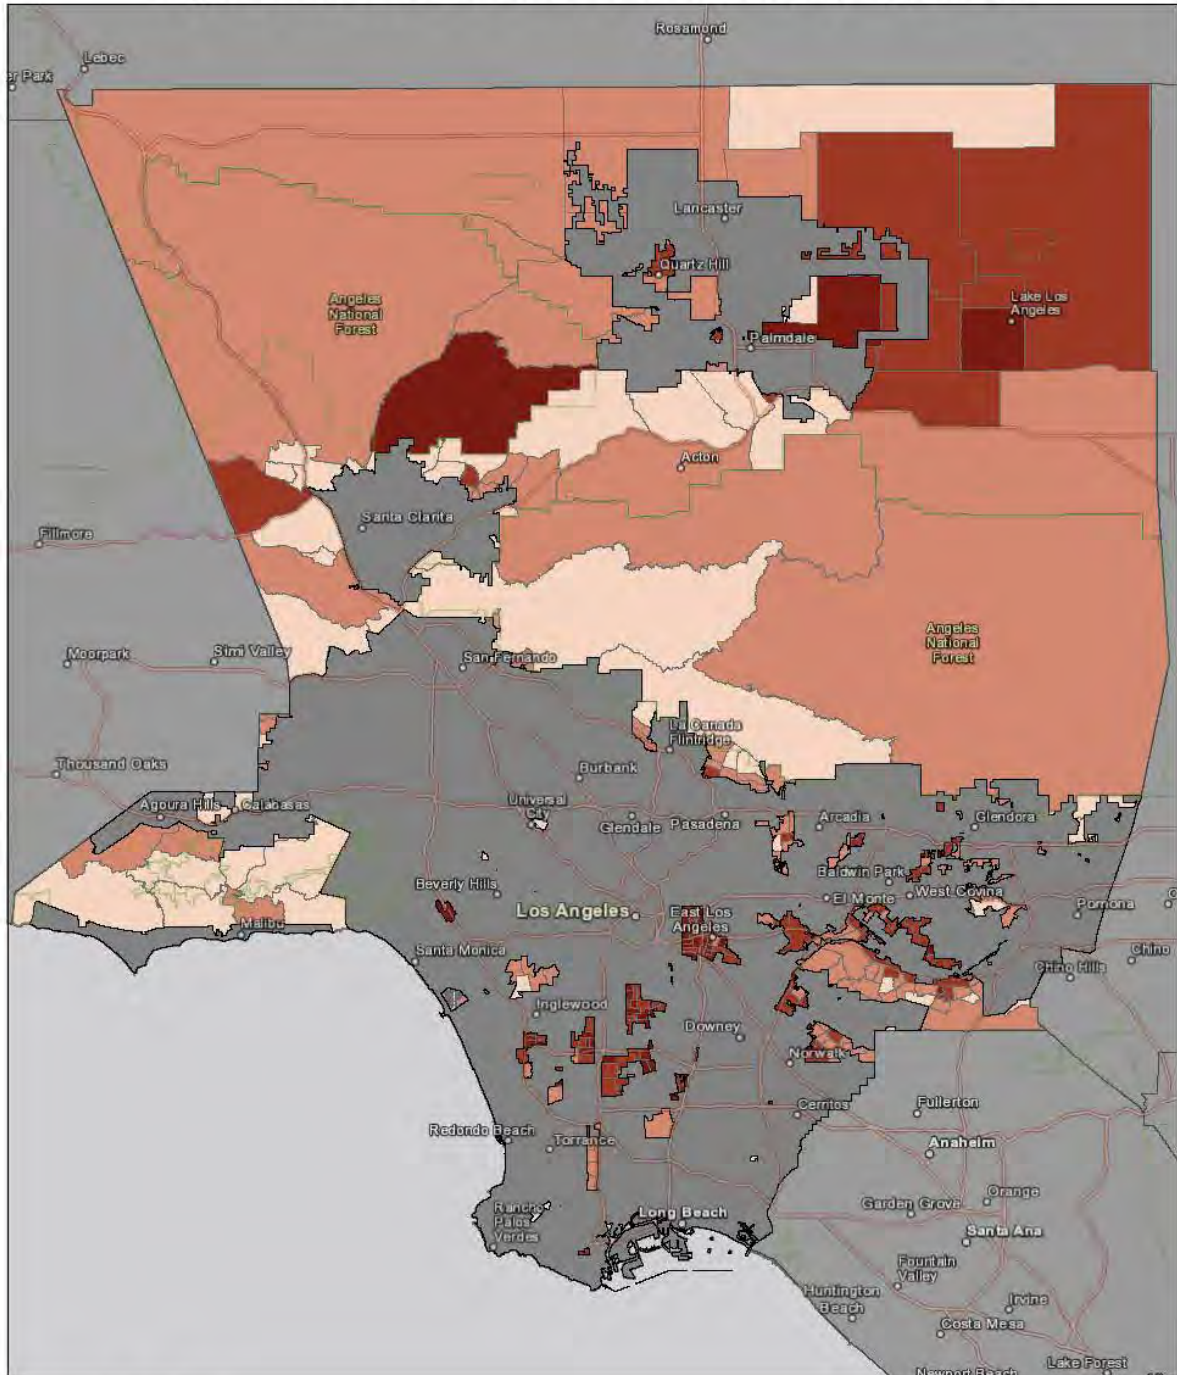 Rosamond
Lebec
er Park
Lancaster
Quartz Hill
Angeles
National
Forest
Lake Los
Angeles
Palmdale
Acton
Santa Clarita
Fillmore
Angeles
National
Forest
Moorpark
Simi Valley
San Fernando
La Canada
Flintridge
Thousand Oaks
Burbank
Agoura Hills
Calabasas
Universal
City
Glendale
Pasadena
Arcadia
Glendora
Baldwin Park
Beverly Hills
El Monte
West Covina
Los Angeles
East Los
Angeles
Pomona
Malibu
Santa Monica
Chino
Chino Hills
Inglewood
Downey
Norwalk
Cerritos
Fullerton
Redondo Beach
Torrance
Anaheim
Rancho
Palos
Verdes
Long Beach
Garden Grove
Orange
Santa Ana
Fountain
Valley
Huntington
Beach
Irvine
Costa Mesa
Newport Beach
Lake Forest